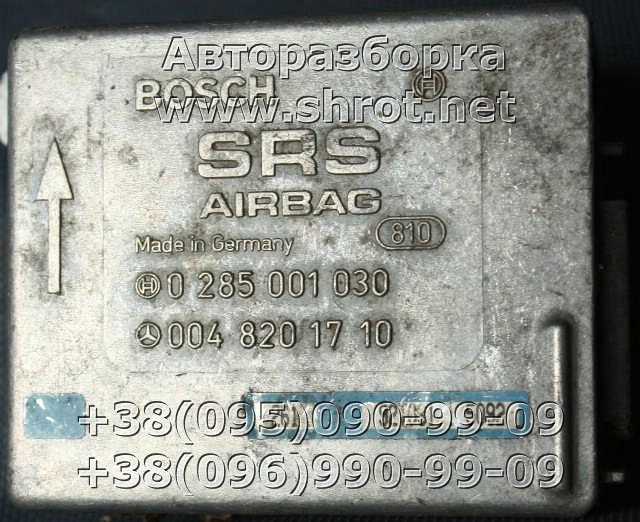 Авторазборка
BOSCH
www.shrot.net
SRS
AIRBAG
810
Made in Germany
0 285 001 030
004 820 17 10
+38(095)090-99-09
+38(096)990-99-09